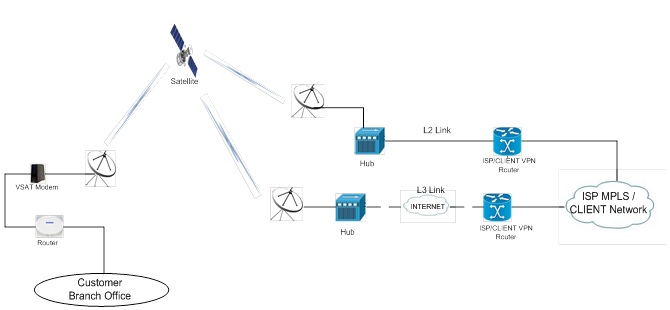 Satellite
L2 Link
Hub
ISP/CLIENT VPN
Router
VSAT Modem
L3 Link
INTERNET
ISP MPLS /
CLIENT Network
Hub
ISP/CLIENT VPN
Router
Router
Customer
Branch Office